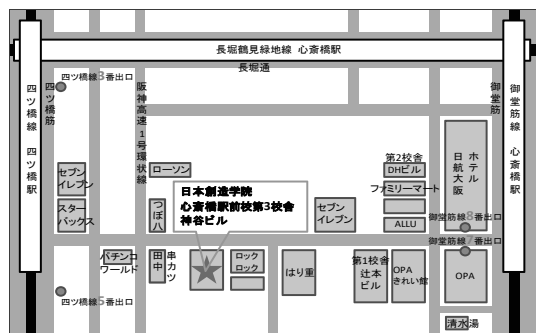 長堀鶴見緑地線 心斎橋駅
長堀通
四ツ橋線 四ツ橋駅
四ツ橋線3番出口
四ツ橋筋
阪神高速1号環状線
御堂筋
御堂筋線 心斎橋駅
セブン
イレブン
スター
バックス
ローソン
つぼ八
日本創造学院
心斎橋駅前校第3校舎
神谷ビル
セブン
イレブン
第2校舎
DHビル
ファミリーマート
ALLU
ホテル
日航大阪
御堂筋線8番出口
御堂筋線7番出口
パチンコ
ワールド
四ツ橋線5番出口
串カツ
田中
ロック
ロック
はり重
第1校舎
辻本
ビル
OPA
きれい館
OPA
清水湯